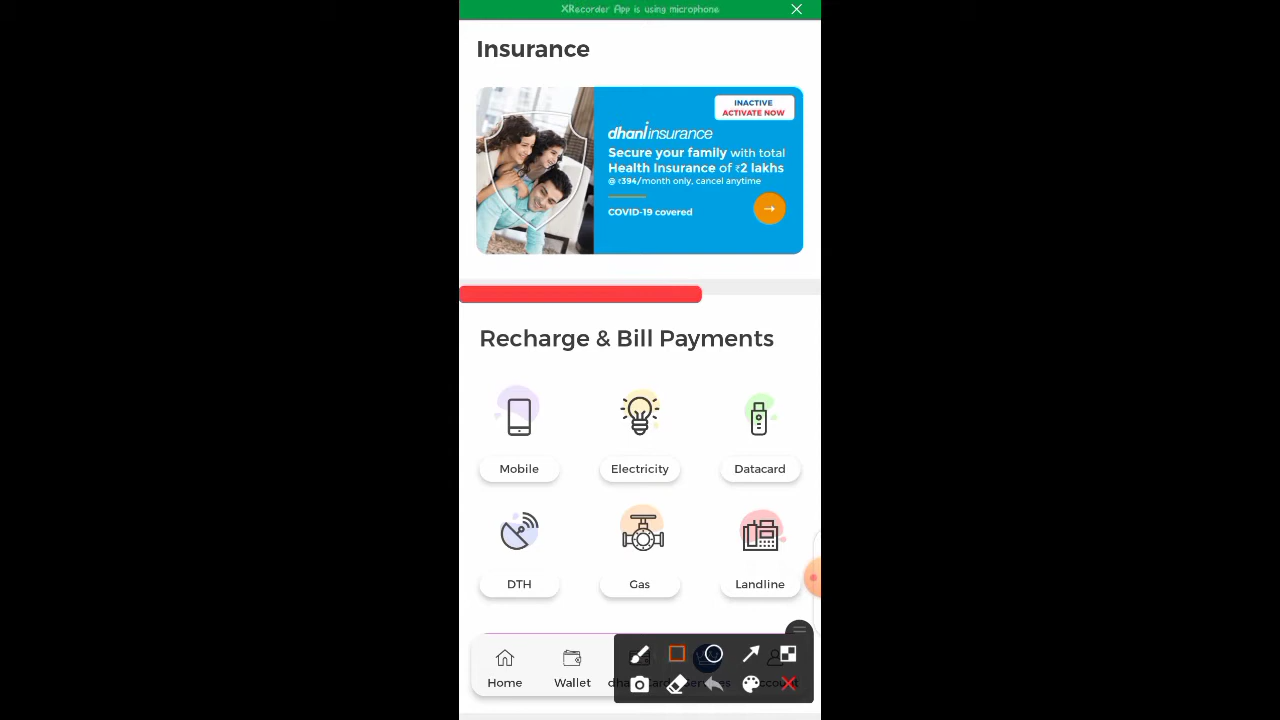 XRecorder App is using microphone
Insurance
INACTIVE
ACTIVATE NOW
dhani insurance
Secure your family with total
Health Insurance of ₹2 lakhs
@ ₹394/month only, cancel anytime
COVID-19 covered
Recharge & Bill Payments
Mobile Electricity Datacard
DTH Gas Landline
Home Wallet